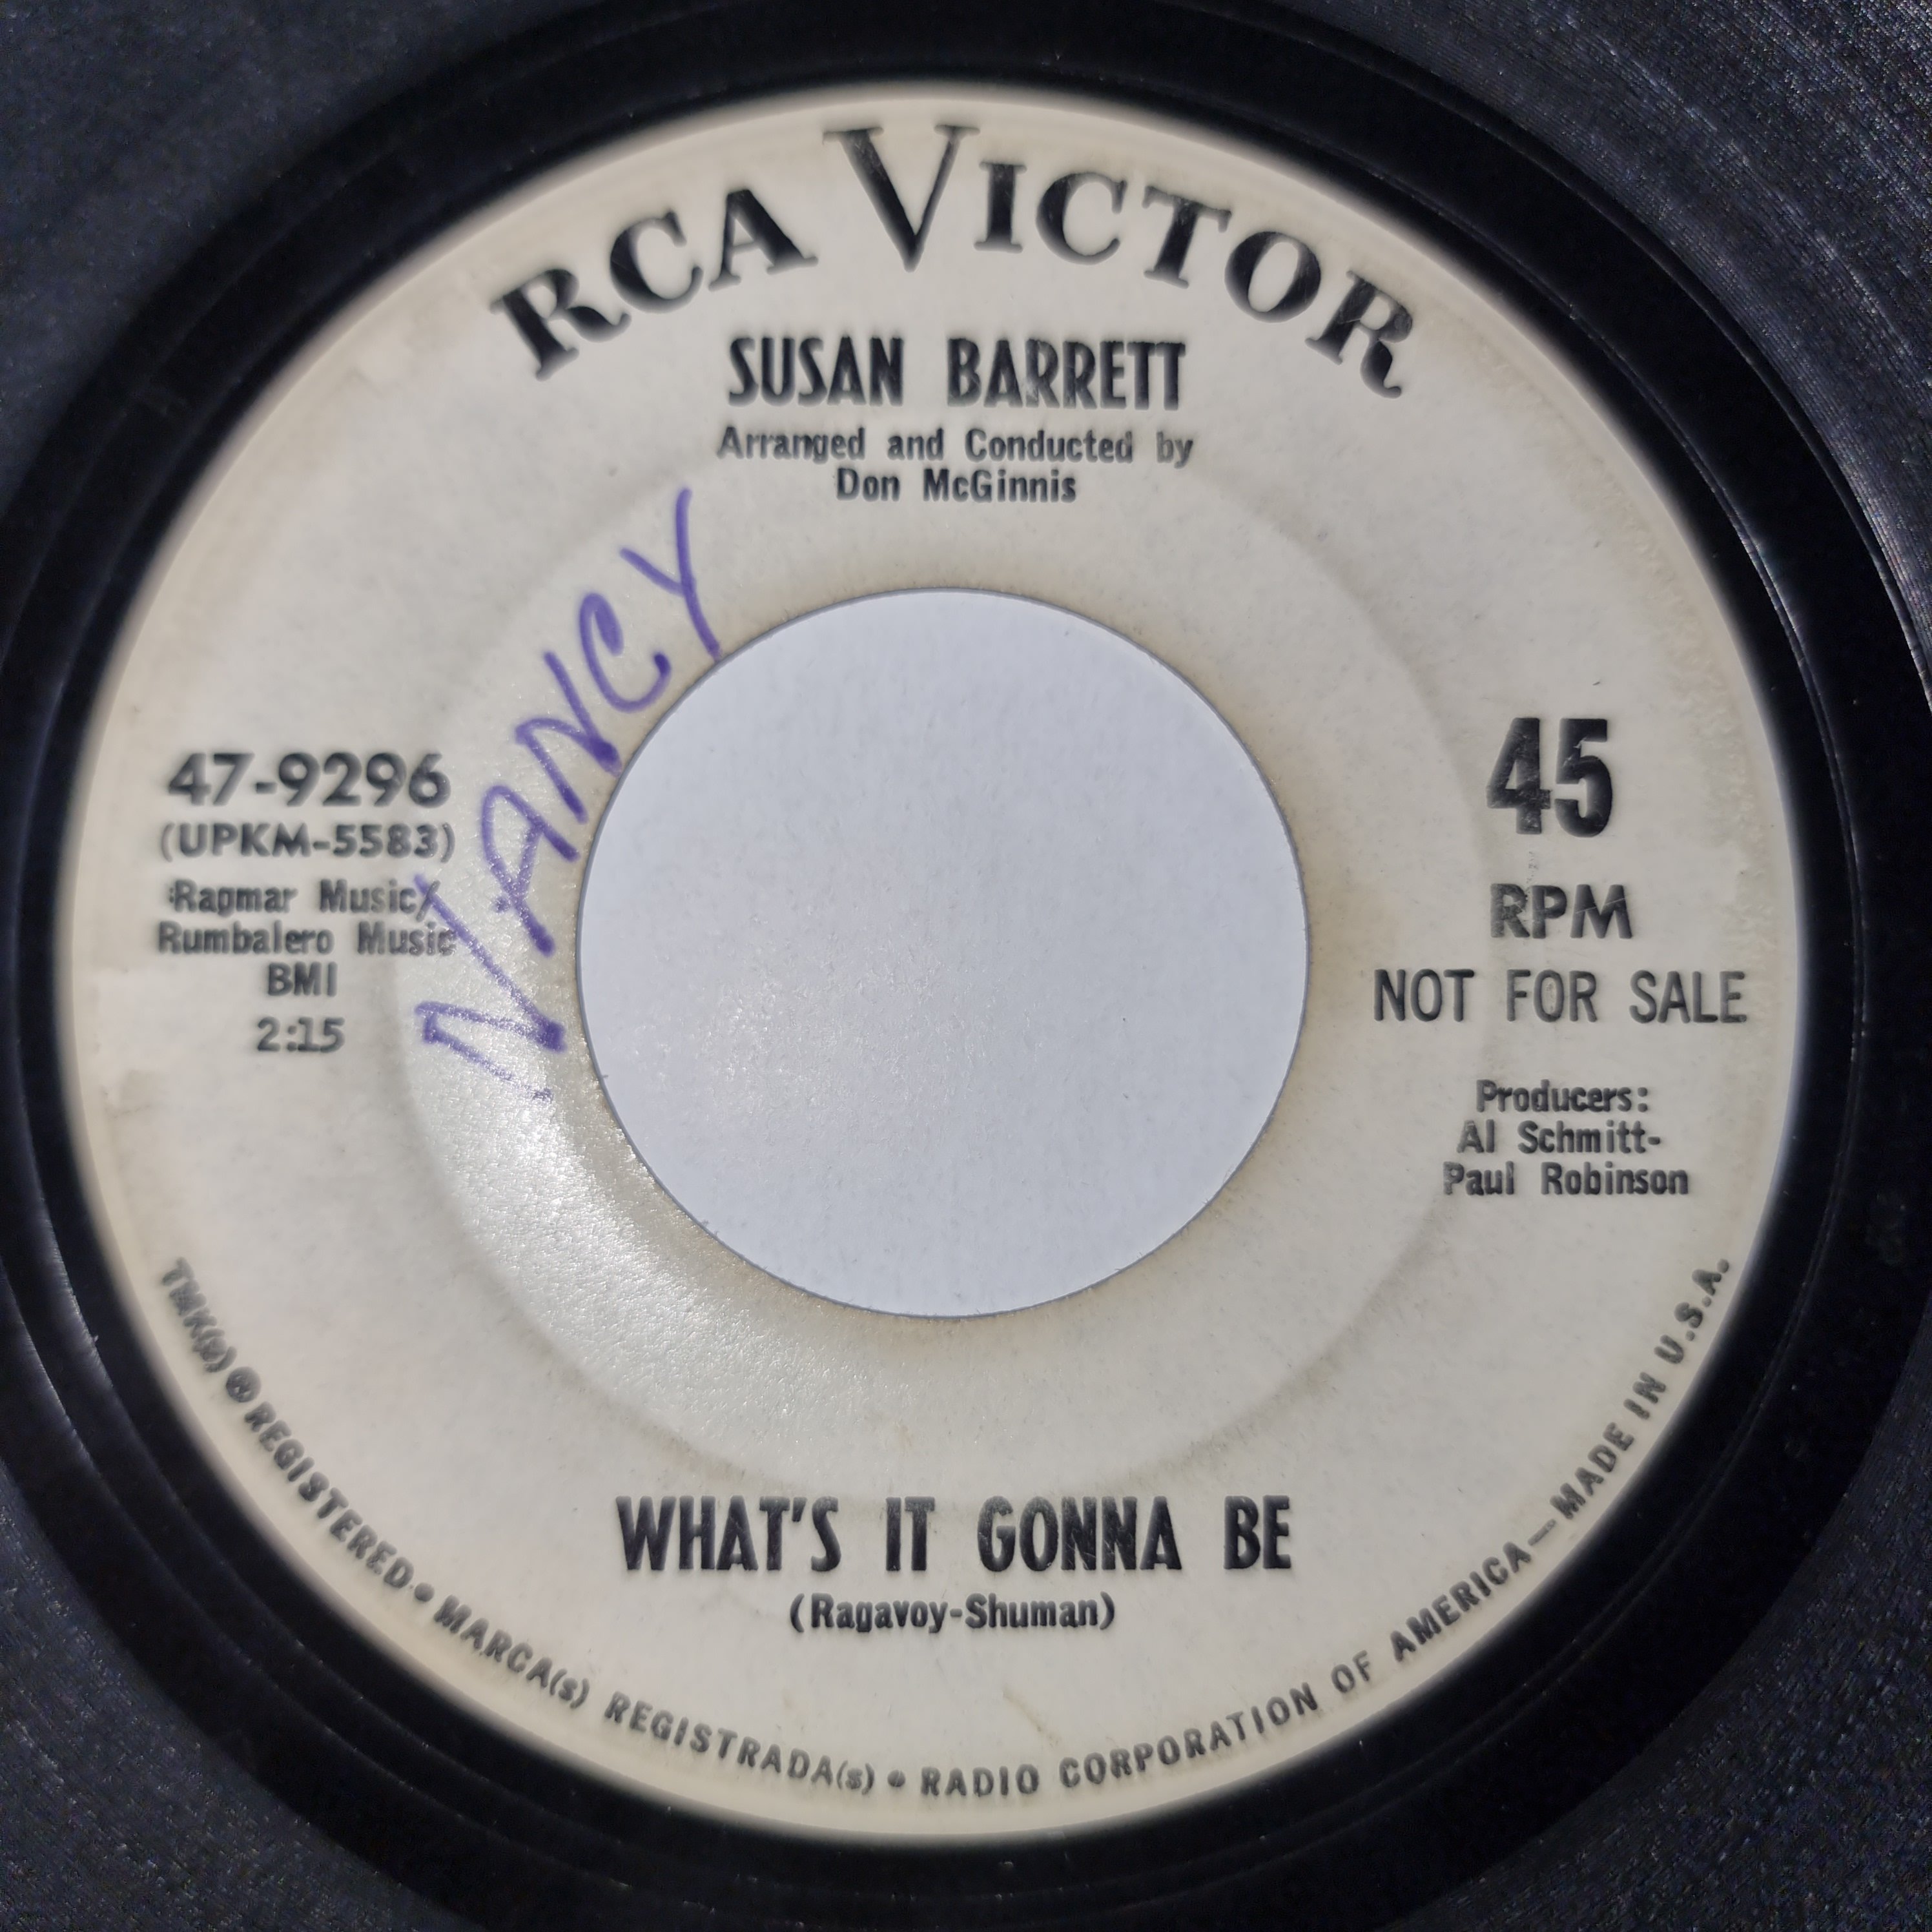 RCA VICTOR
SUSAN BARRETT
Arranged and Conducted by
Don McGinnis
NANCY
47-9296
(UPKM-5583)
Ragmar Music/
Rumbalero Music
BMI
2:15
45
RPM
NOT FOR SALE
Producers:
Al Schmitt-
Paul Robinson
WHAT'S IT GONNA BE
(Ragavoy-Shuman)
TMK(s) ® REGISTERED • MARCA(s) REGISTRADA(s) • RADIO CORPORATION OF AMERICA—MADE IN U.S.A.